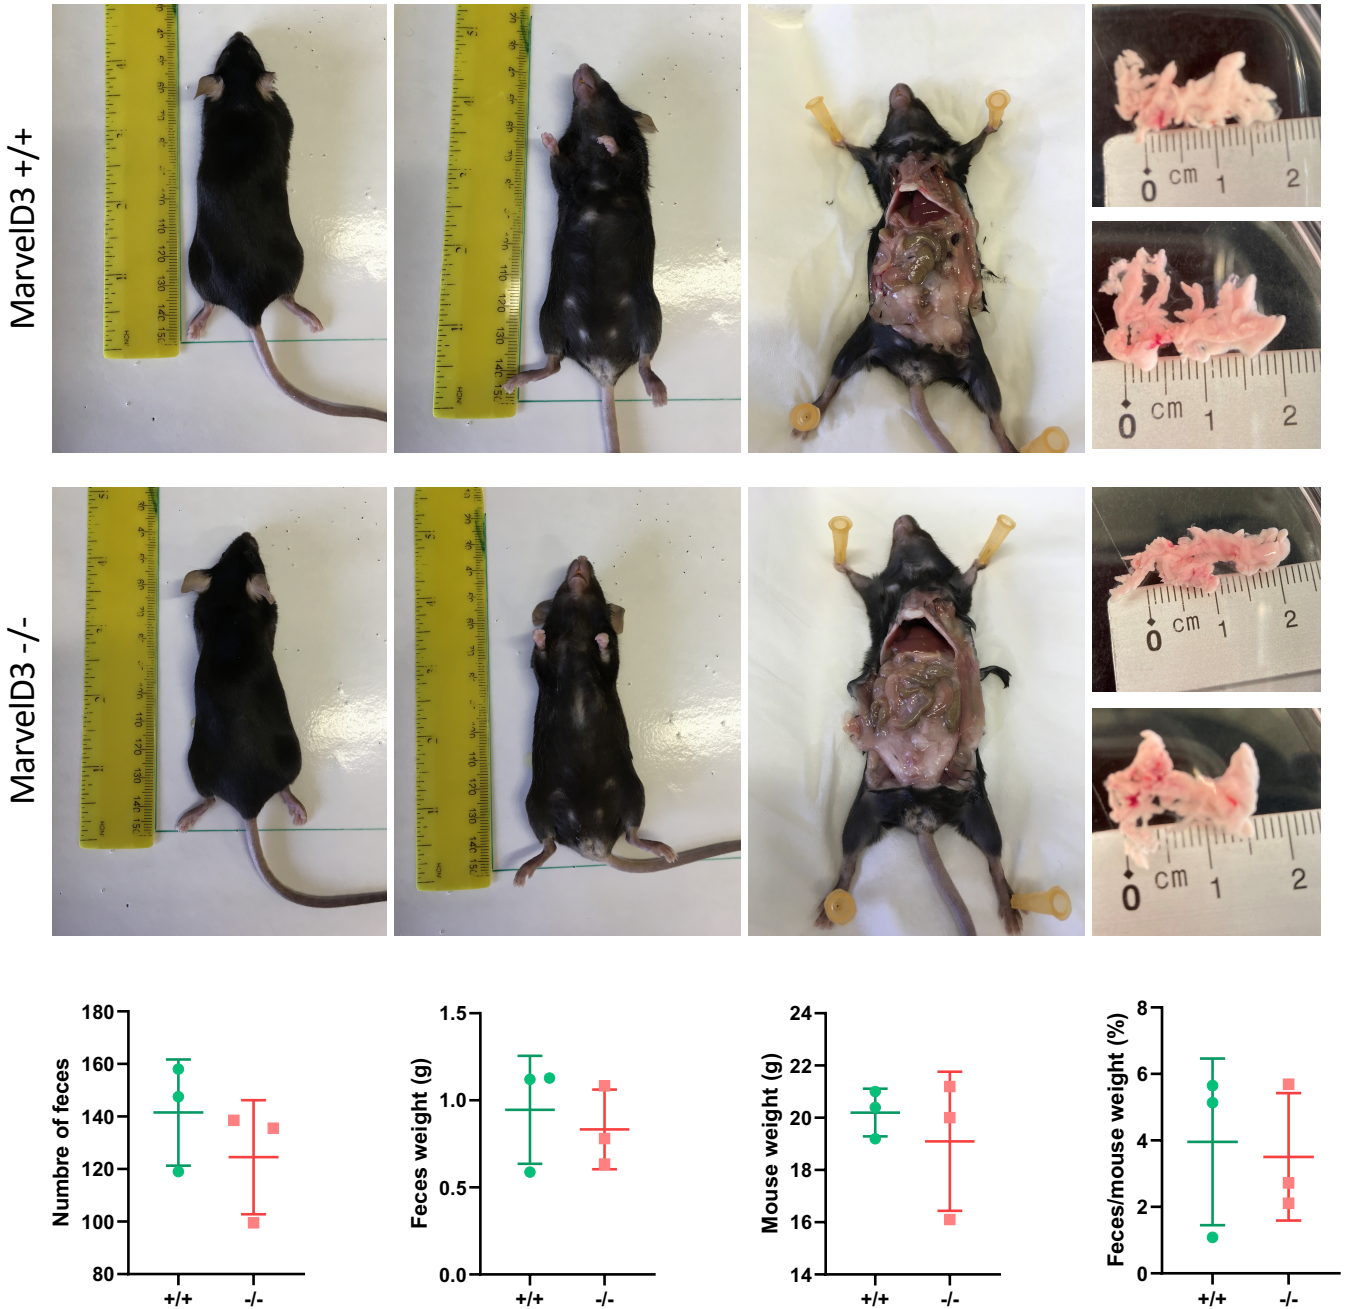 MarvelD3 +/+
0 cm 1 2
0 cm 1 2
MarvelD3 -/-
0 cm 1 2
0 cm 1 2
Numbre of feces
180
160
140
120
100
80
+/+ -/-
Feces weight (g)
1.5
1.0
0.5
0.0
+/+ -/-
Mouse weight (g)
24
22
20
18
16
14
+/+ -/-
Feces/mouse weight (%)
8
6
4
2
0
+/+ -/-